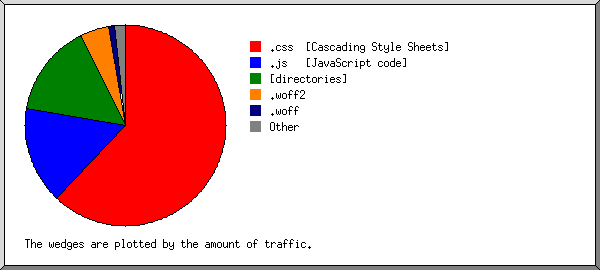 .css  [Cascading Style Sheets]
.js   [JavaScript code]
[directories]
.woff2
.woff
Other
The wedges are plotted by the amount of traffic.